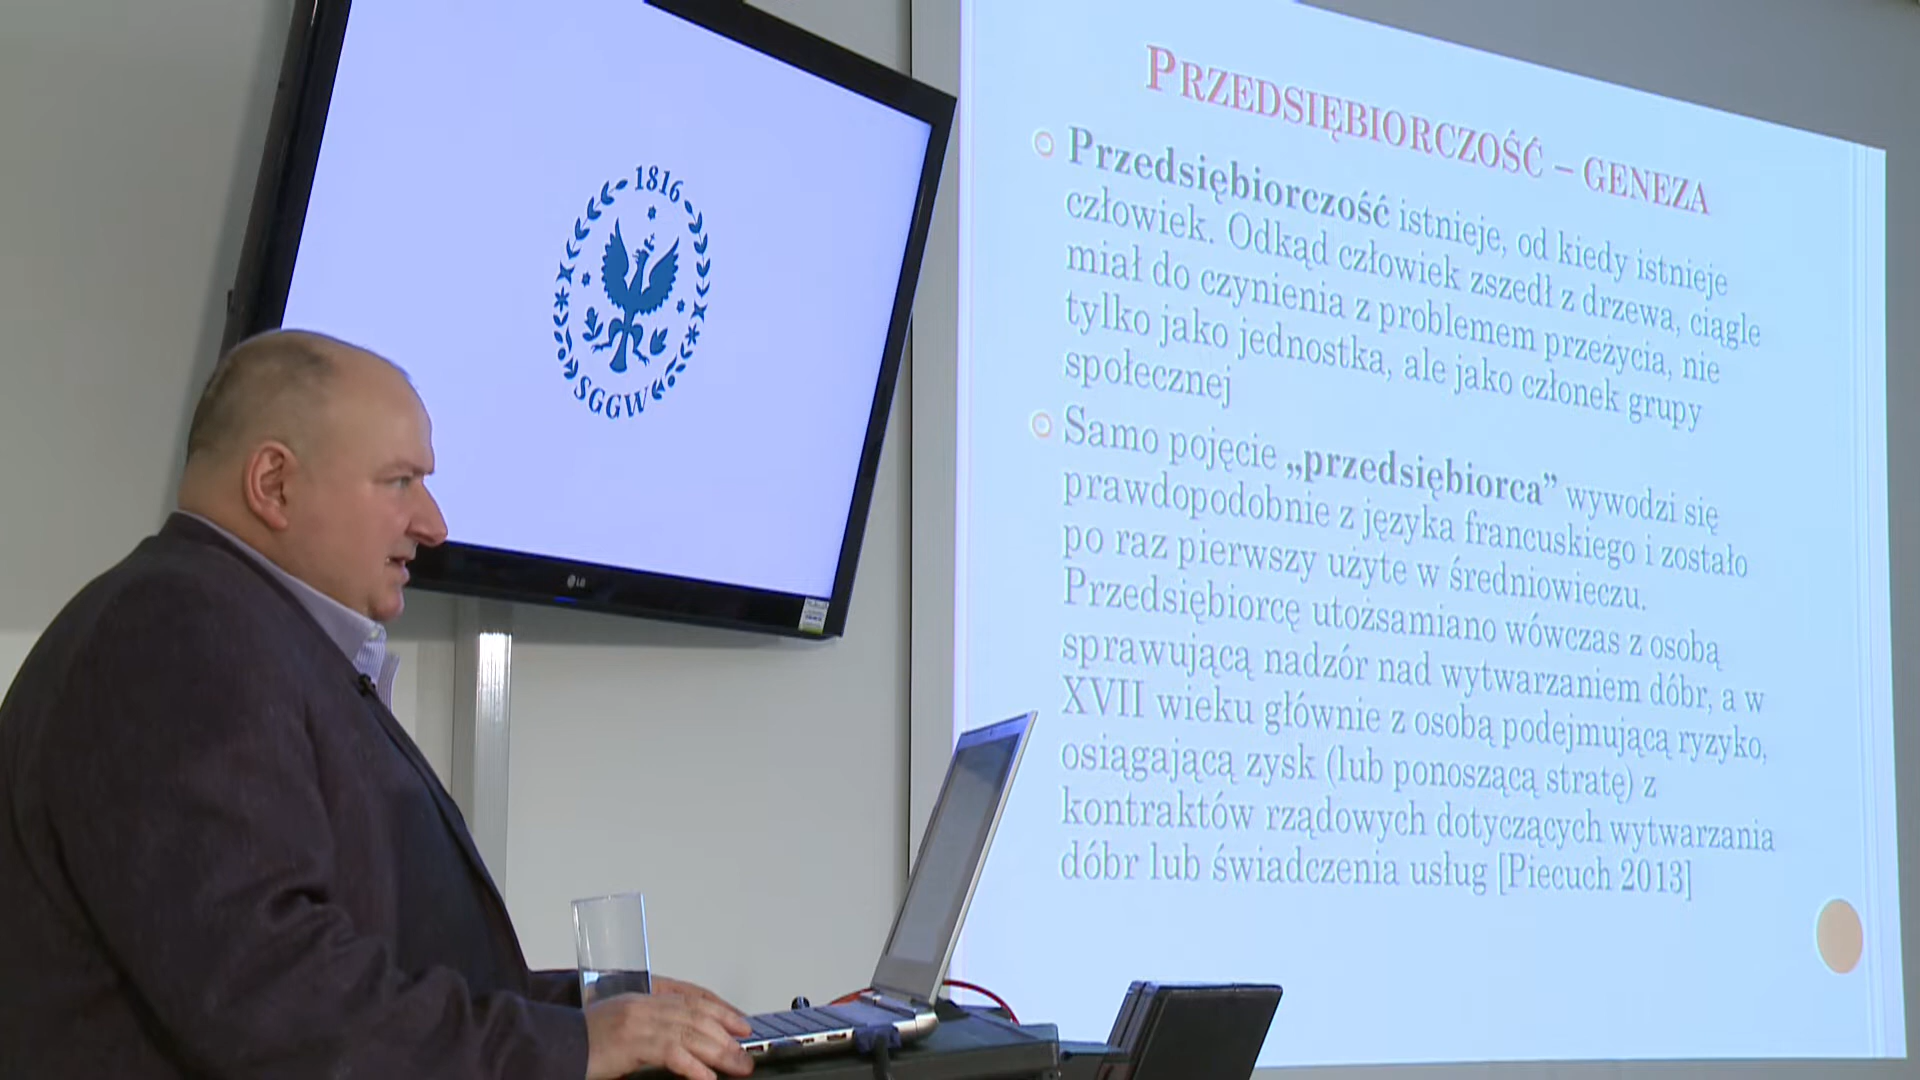 1816
SGGW
LG
PRZEDSIĘBIORCZOŚĆ – GENEZA
Przedsiębiorczość istnieje, od kiedy istnieje
człowiek. Odkąd człowiek zszedł z drzewa, ciągle
miał do czynienia z problemem przeżycia, nie
tylko jako jednostka, ale jako członek grupy
społecznej
Samo pojęcie „przedsiębiorca” wywodzi się
prawdopodobnie z języka francuskiego i zostało
po raz pierwszy użyte w średniowieczu.
Przedsiębiorcę utożsamiano wówczas z osobą
sprawującą nadzór nad wytwarzaniem dóbr, a w
XVII wieku głównie z osobą podejmującą ryzyko,
osiągającą zysk (lub ponoszącą stratę) z
kontraktów rządowych dotyczących wytwarzania
dóbr lub świadczenia usług [Piecuch 2013]